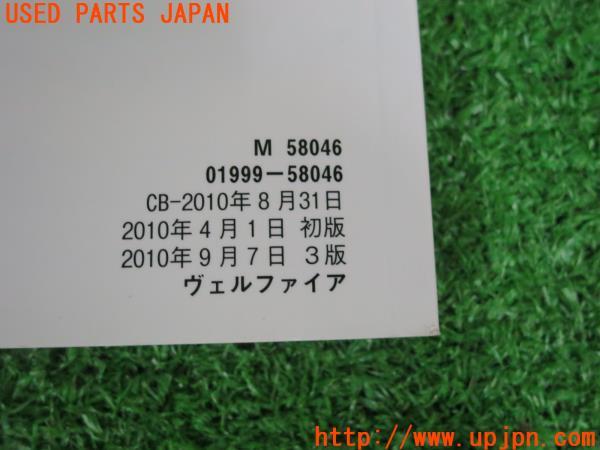 USED PARTS JAPAN
M 58046
01999-58046
CB-2010年8月31日
2010年4月1日 初版
2010年9月7日 3版
ヴェルファイア
http://www.upjpn.com